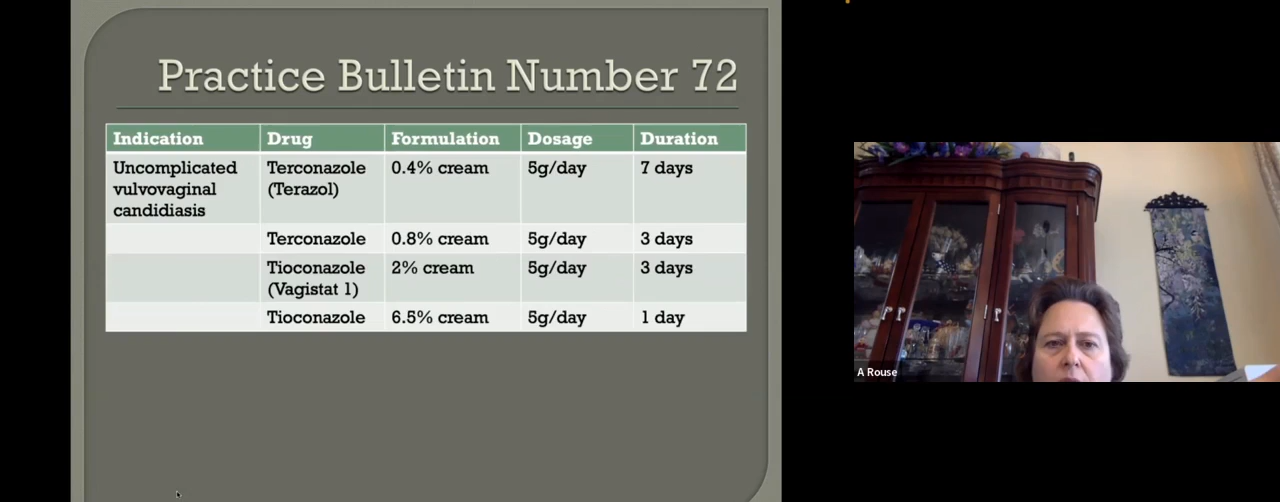 Practice Bulletin Number 72
Indication Drug Formulation Dosage Duration
Uncomplicated vulvovaginal candidiasis Terconazole (Terazol) 0.4% cream 5g/day 7 days
Terconazole 0.8% cream 5g/day 3 days
Tioconazole (Vagistat 1) 2% cream 5g/day 3 days
Tioconazole 6.5% cream 5g/day 1 day
A Rouse